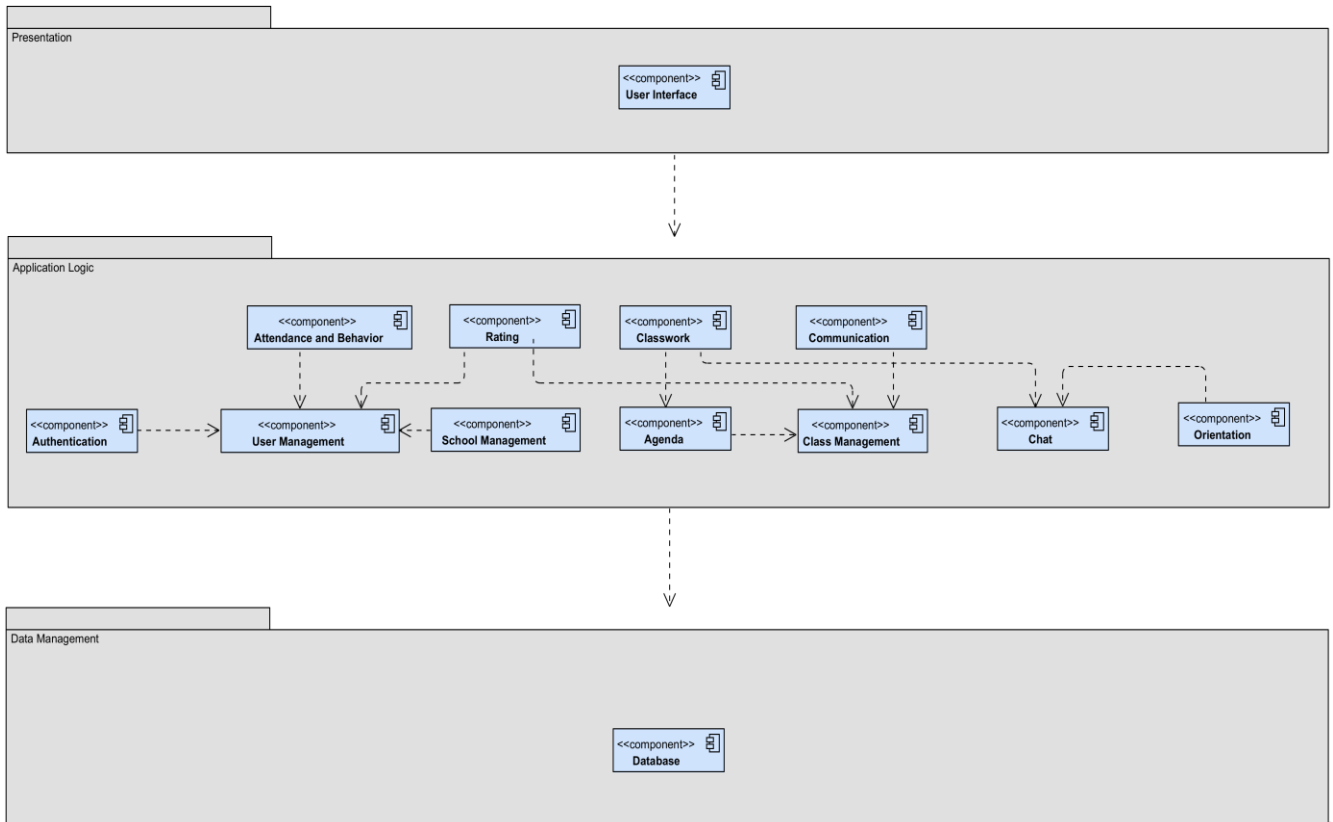 Presentation
<<component>>
User Interface
Application Logic
<<component>>
Attendance and Behavior
<<component>>
Rating
<<component>>
Classwork
<<component>>
Communication
<<component>>
Authentication
<<component>>
User Management
<<component>>
School Management
<<component>>
Agenda
<<component>>
Class Management
<<component>>
Chat
<<component>>
Orientation
Data Management
<<component>>
Database